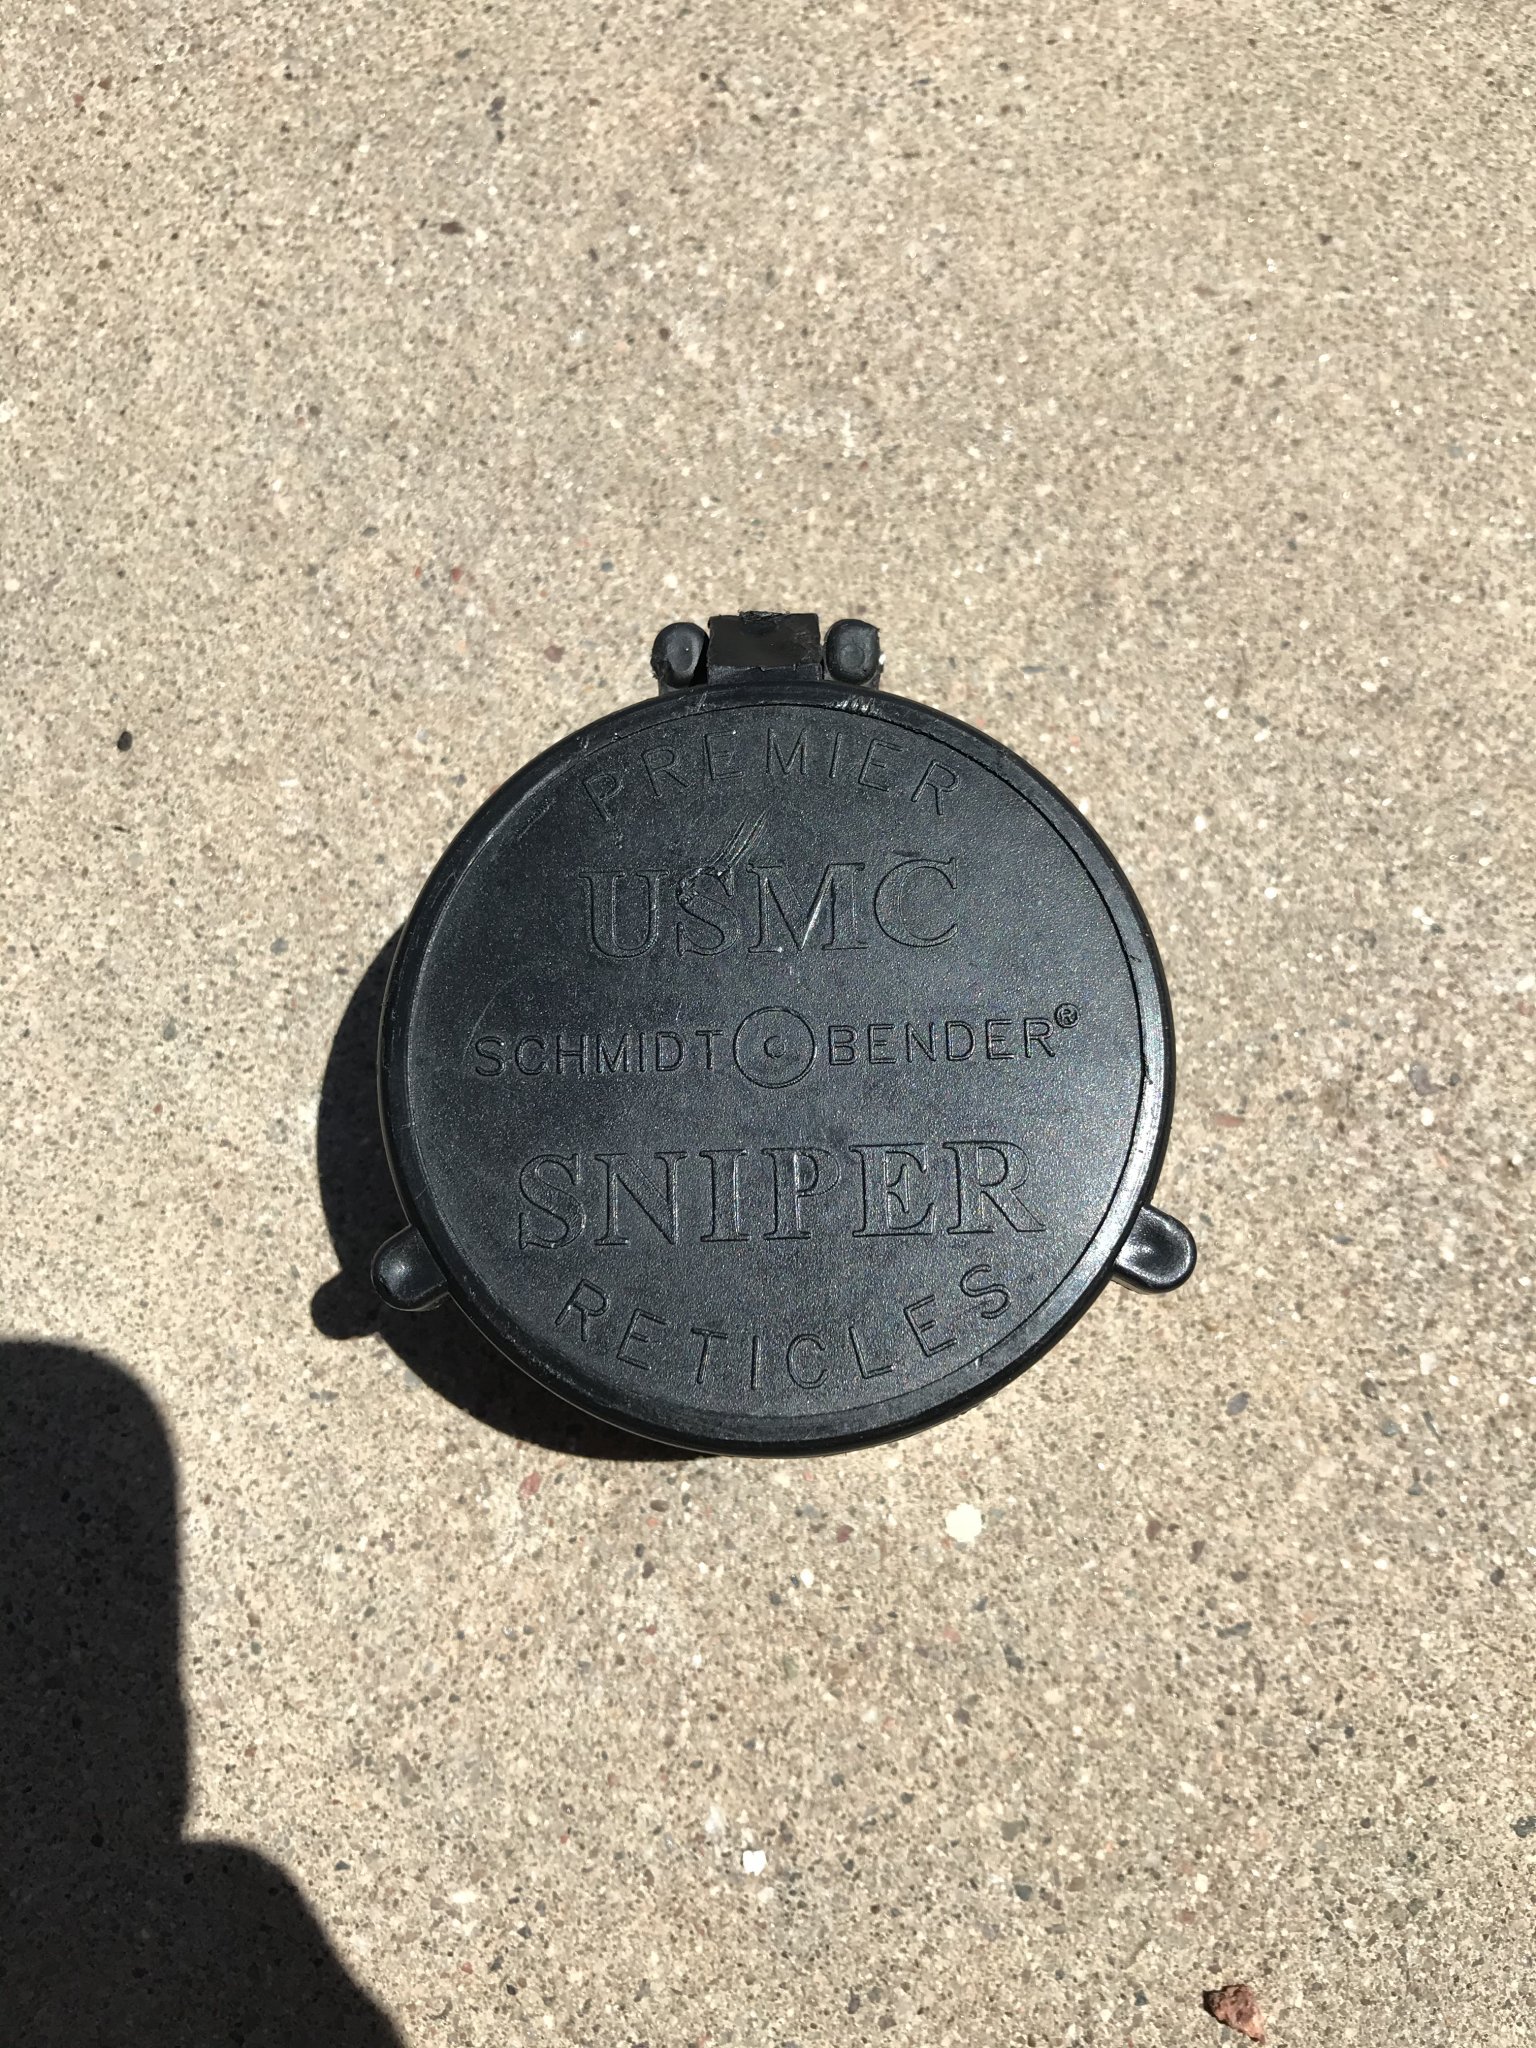 PREMIER
USMC
SCHMIDT BENDER®
SNIPER
RETICLES